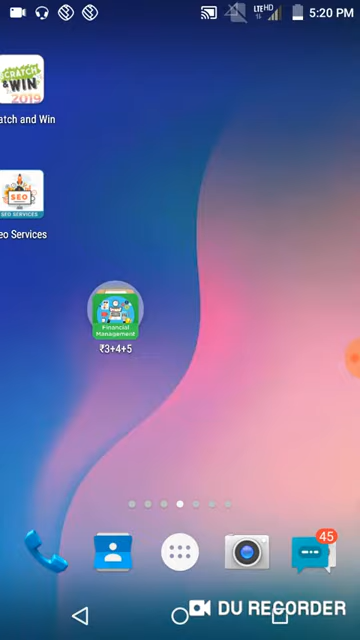 LTE HD 5:20 PM
SCRATCH
& WIN
2019
atch and Win
SEO
SEO SERVICES
eo Services
Financial
Management
₹3+4+5
45
DU RECORDER